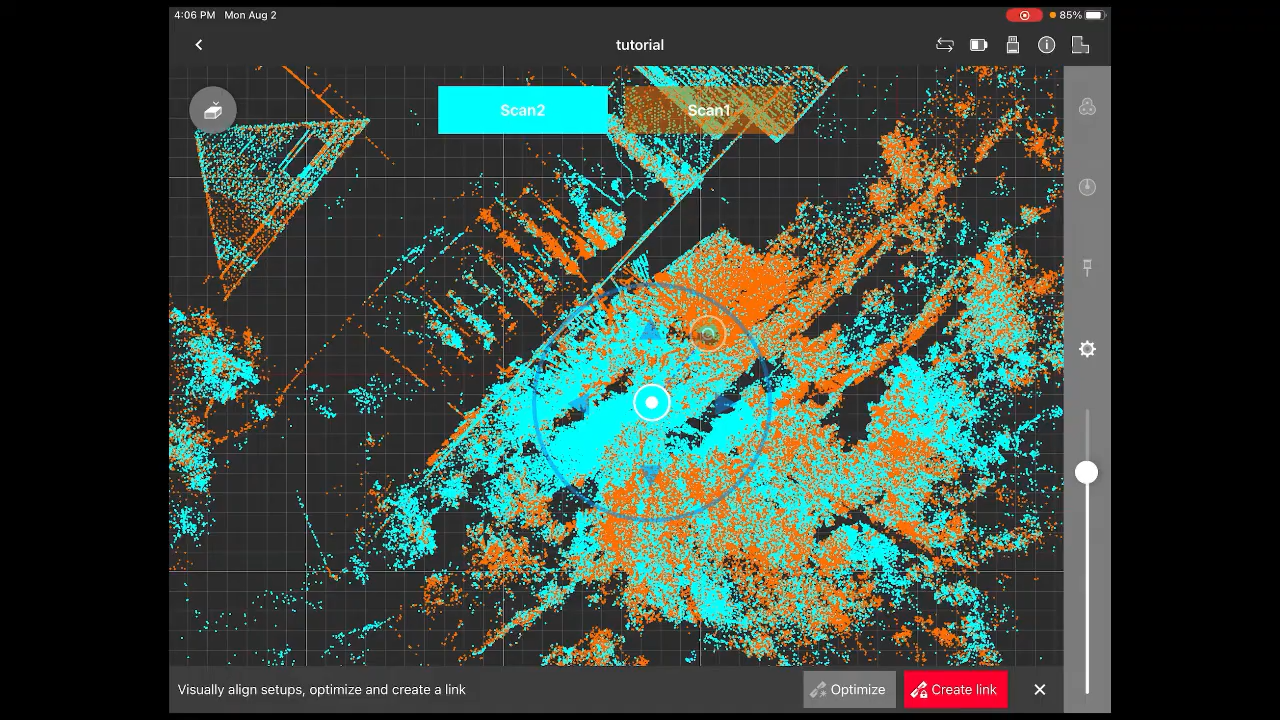 4:06 PM Mon Aug 2
85%
tutorial
Scan2
Scan1
Visually align setups, optimize and create a link
Optimize
Create link